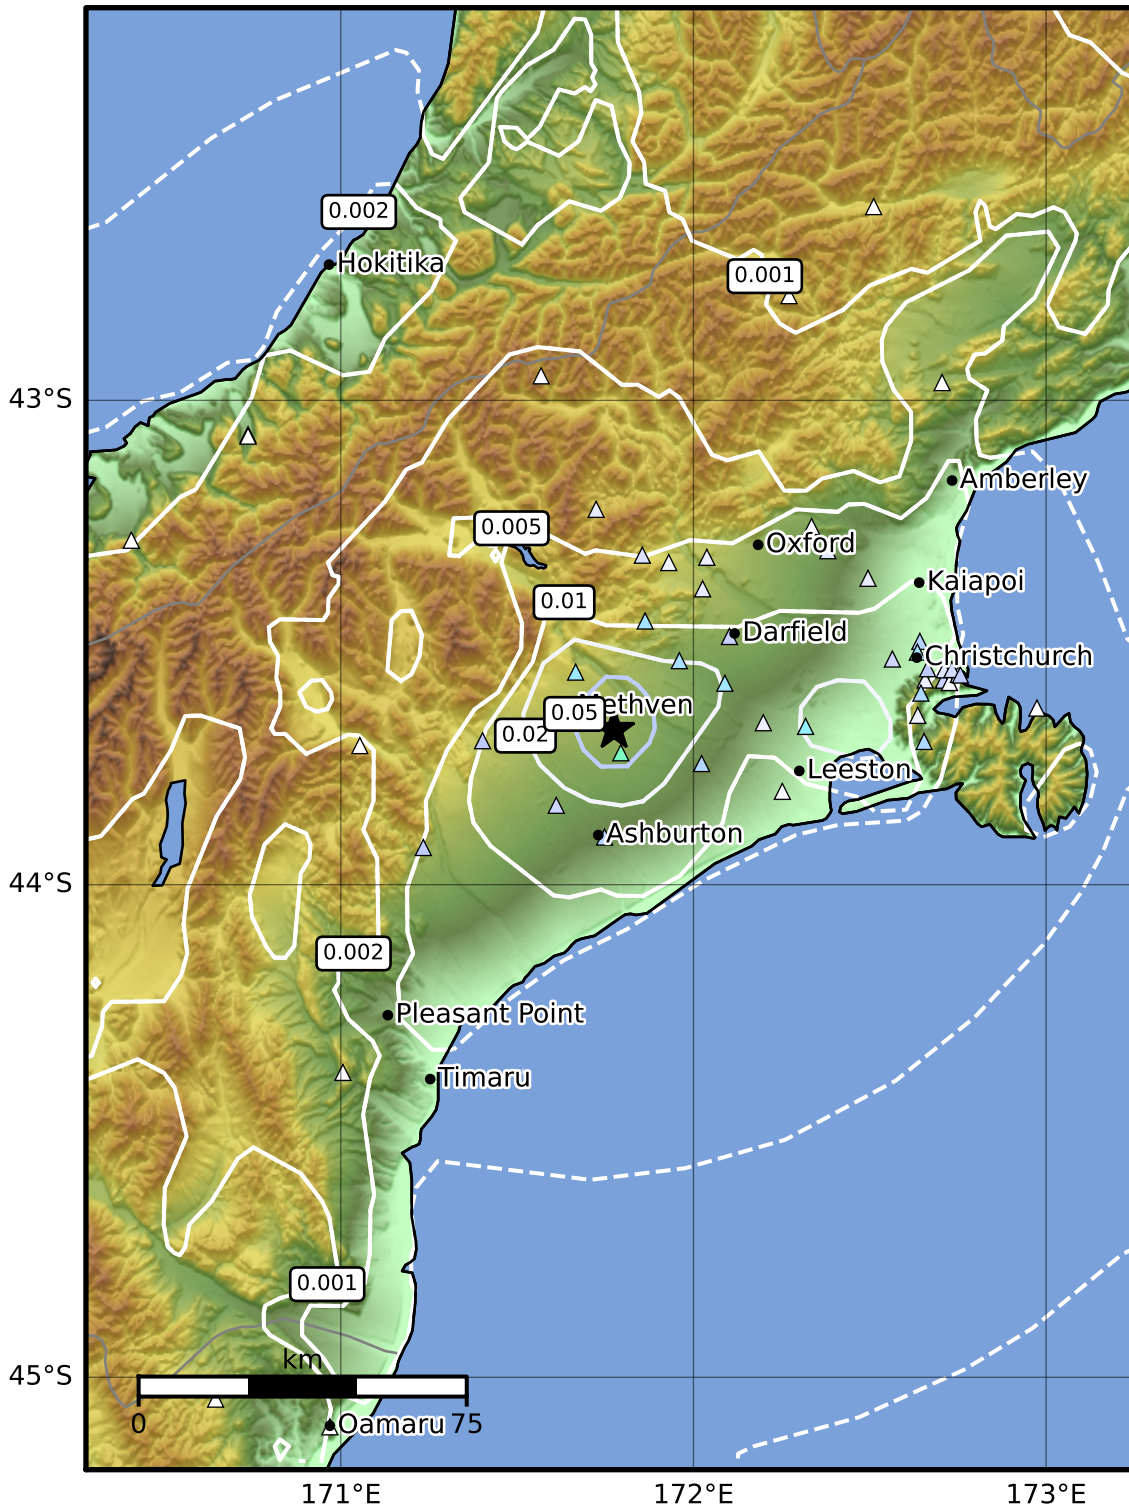 0.002
Hokitika
0.001
43°S
Amberley
0.005
Oxford
Kaiapoi
0.01
Darfield
Christchurch
Methven
0.05
0.02
Leeston
Ashburton
44°S
0.002
Pleasant Point
Timaru
0.001
km
45°S
0 75
Oamaru
171°E 172°E 173°E